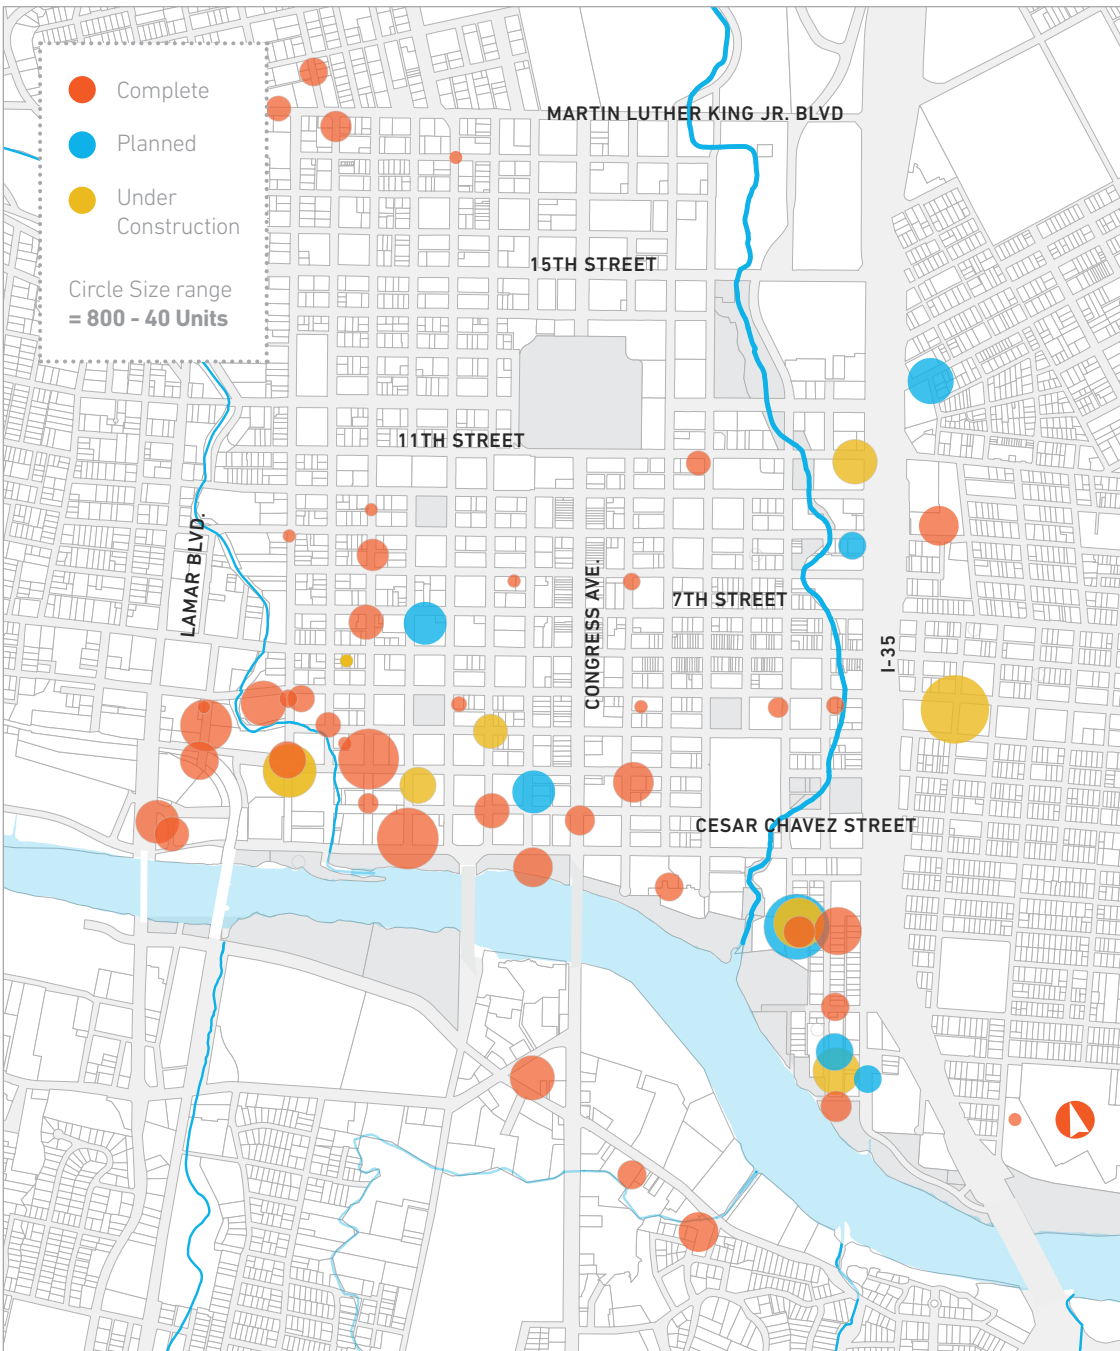 Complete
Planned
Under
Construction
Circle Size range
= 800 - 40 Units
MARTIN LUTHER KING JR. BLVD
15TH STREET
11TH STREET
LAMAR BLVD.
CONGRESS AVE.
7TH STREET
I-35
CESAR CHAVEZ STREET